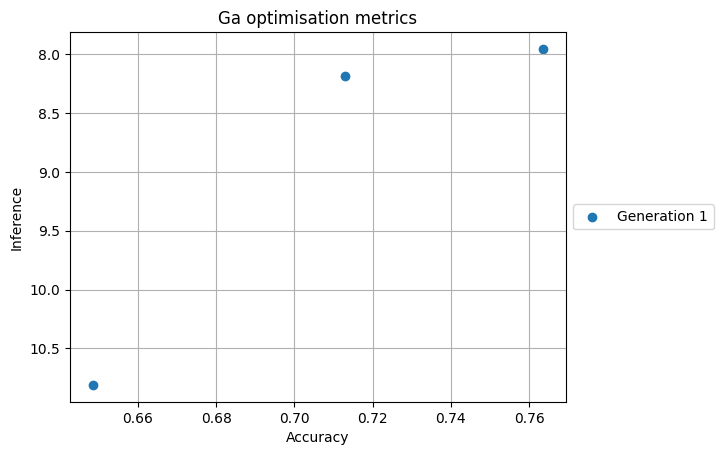 Ga optimisation metrics
8.0
8.5
9.0
9.5
10.0
10.5
Inference
0.66 0.68 0.70 0.72 0.74 0.76
Accuracy
Generation 1